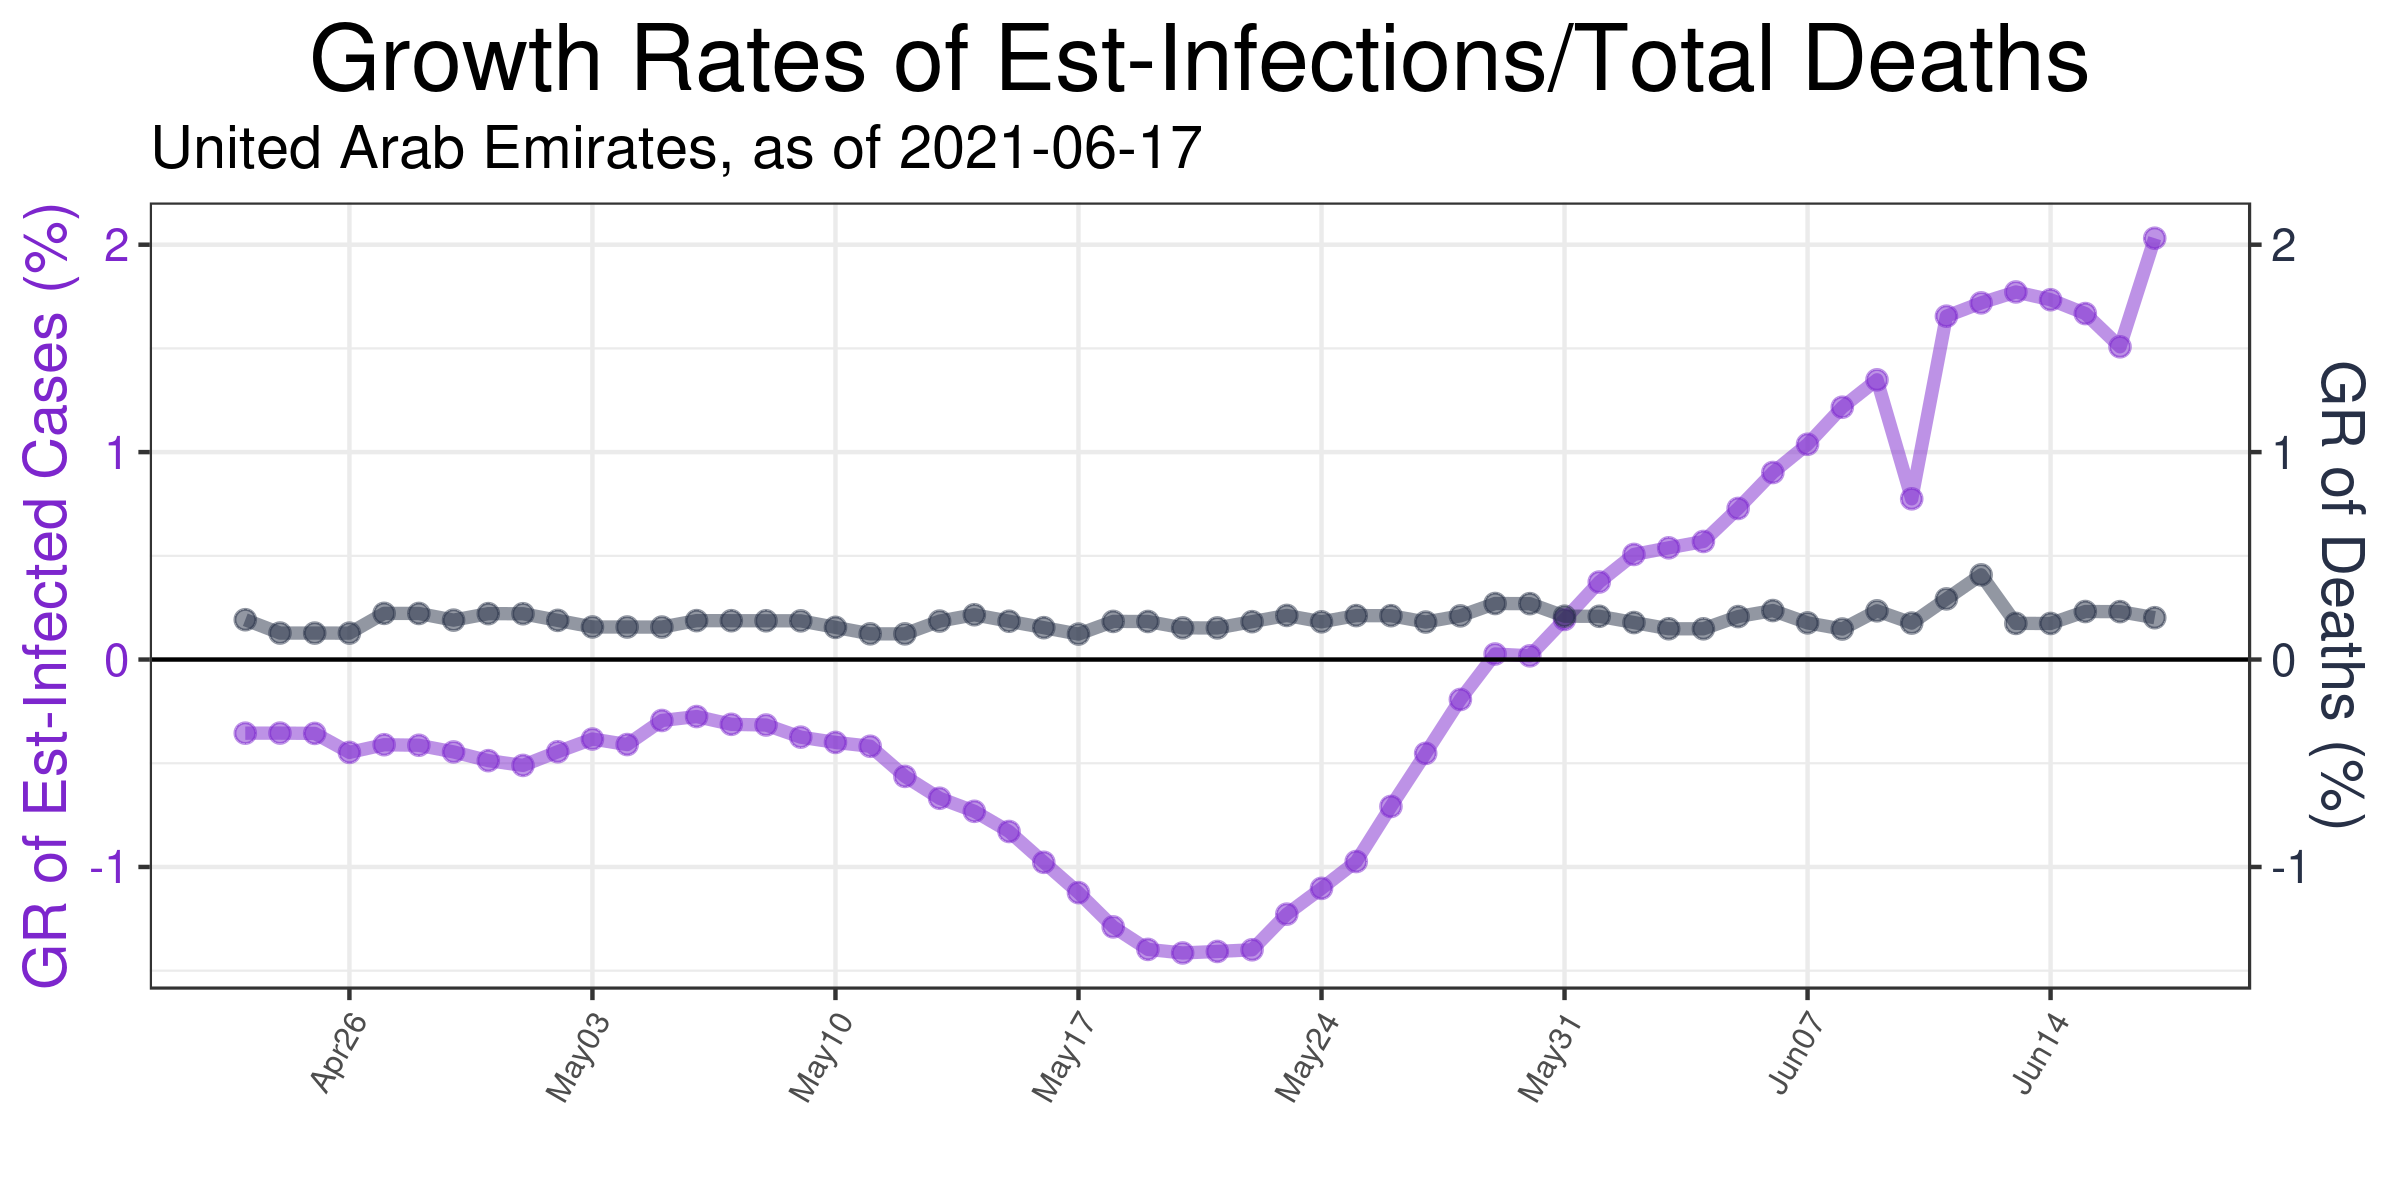 Growth Rates of Est-Infections/Total Deaths
United Arab Emirates, as of 2021-06-17
GR of Est-Infected Cases (%)
2
1
0
-1
2
1
0
-1
GR of Deaths (%)
Apr26
May03
May10
May17
May24
May31
Jun07
Jun14